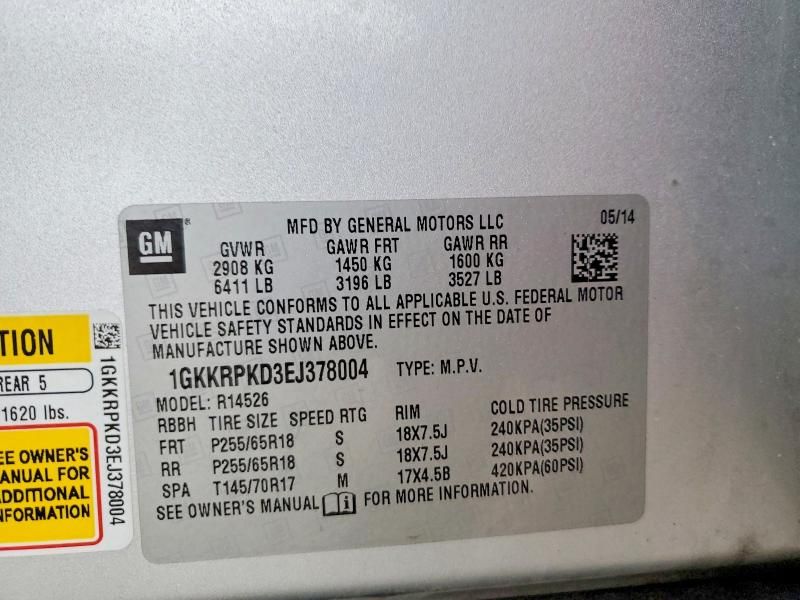 GM
MFD BY GENERAL MOTORS LLC
05/14
GVWR GAWR FRT GAWR RR
2908 KG 1450 KG 1600 KG
6411 LB 3196 LB 3527 LB
THIS VEHICLE CONFORMS TO ALL APPLICABLE U.S. FEDERAL MOTOR
VEHICLE SAFETY STANDARDS IN EFFECT ON THE DATE OF
MANUFACTURE SHOWN ABOVE.
1GKKRPKD3EJ378004 TYPE: M.P.V.
MODEL: R14526
RBBH TIRE SIZE SPEED RTG RIM COLD TIRE PRESSURE
FRT P255/65R18 S 18X7.5J 240KPA(35PSI)
RR P255/65R18 S 18X7.5J 240KPA(35PSI)
SPA T145/70R17 M 17X4.5B 420KPA(60PSI)
SEE OWNER'S MANUAL i FOR MORE INFORMATION.
TION
REAR 5
1620 lbs.
EE OWNER'S
ANUAL FOR
ADDITIONAL
NFORMATION
1GKKRPKD3EJ378004